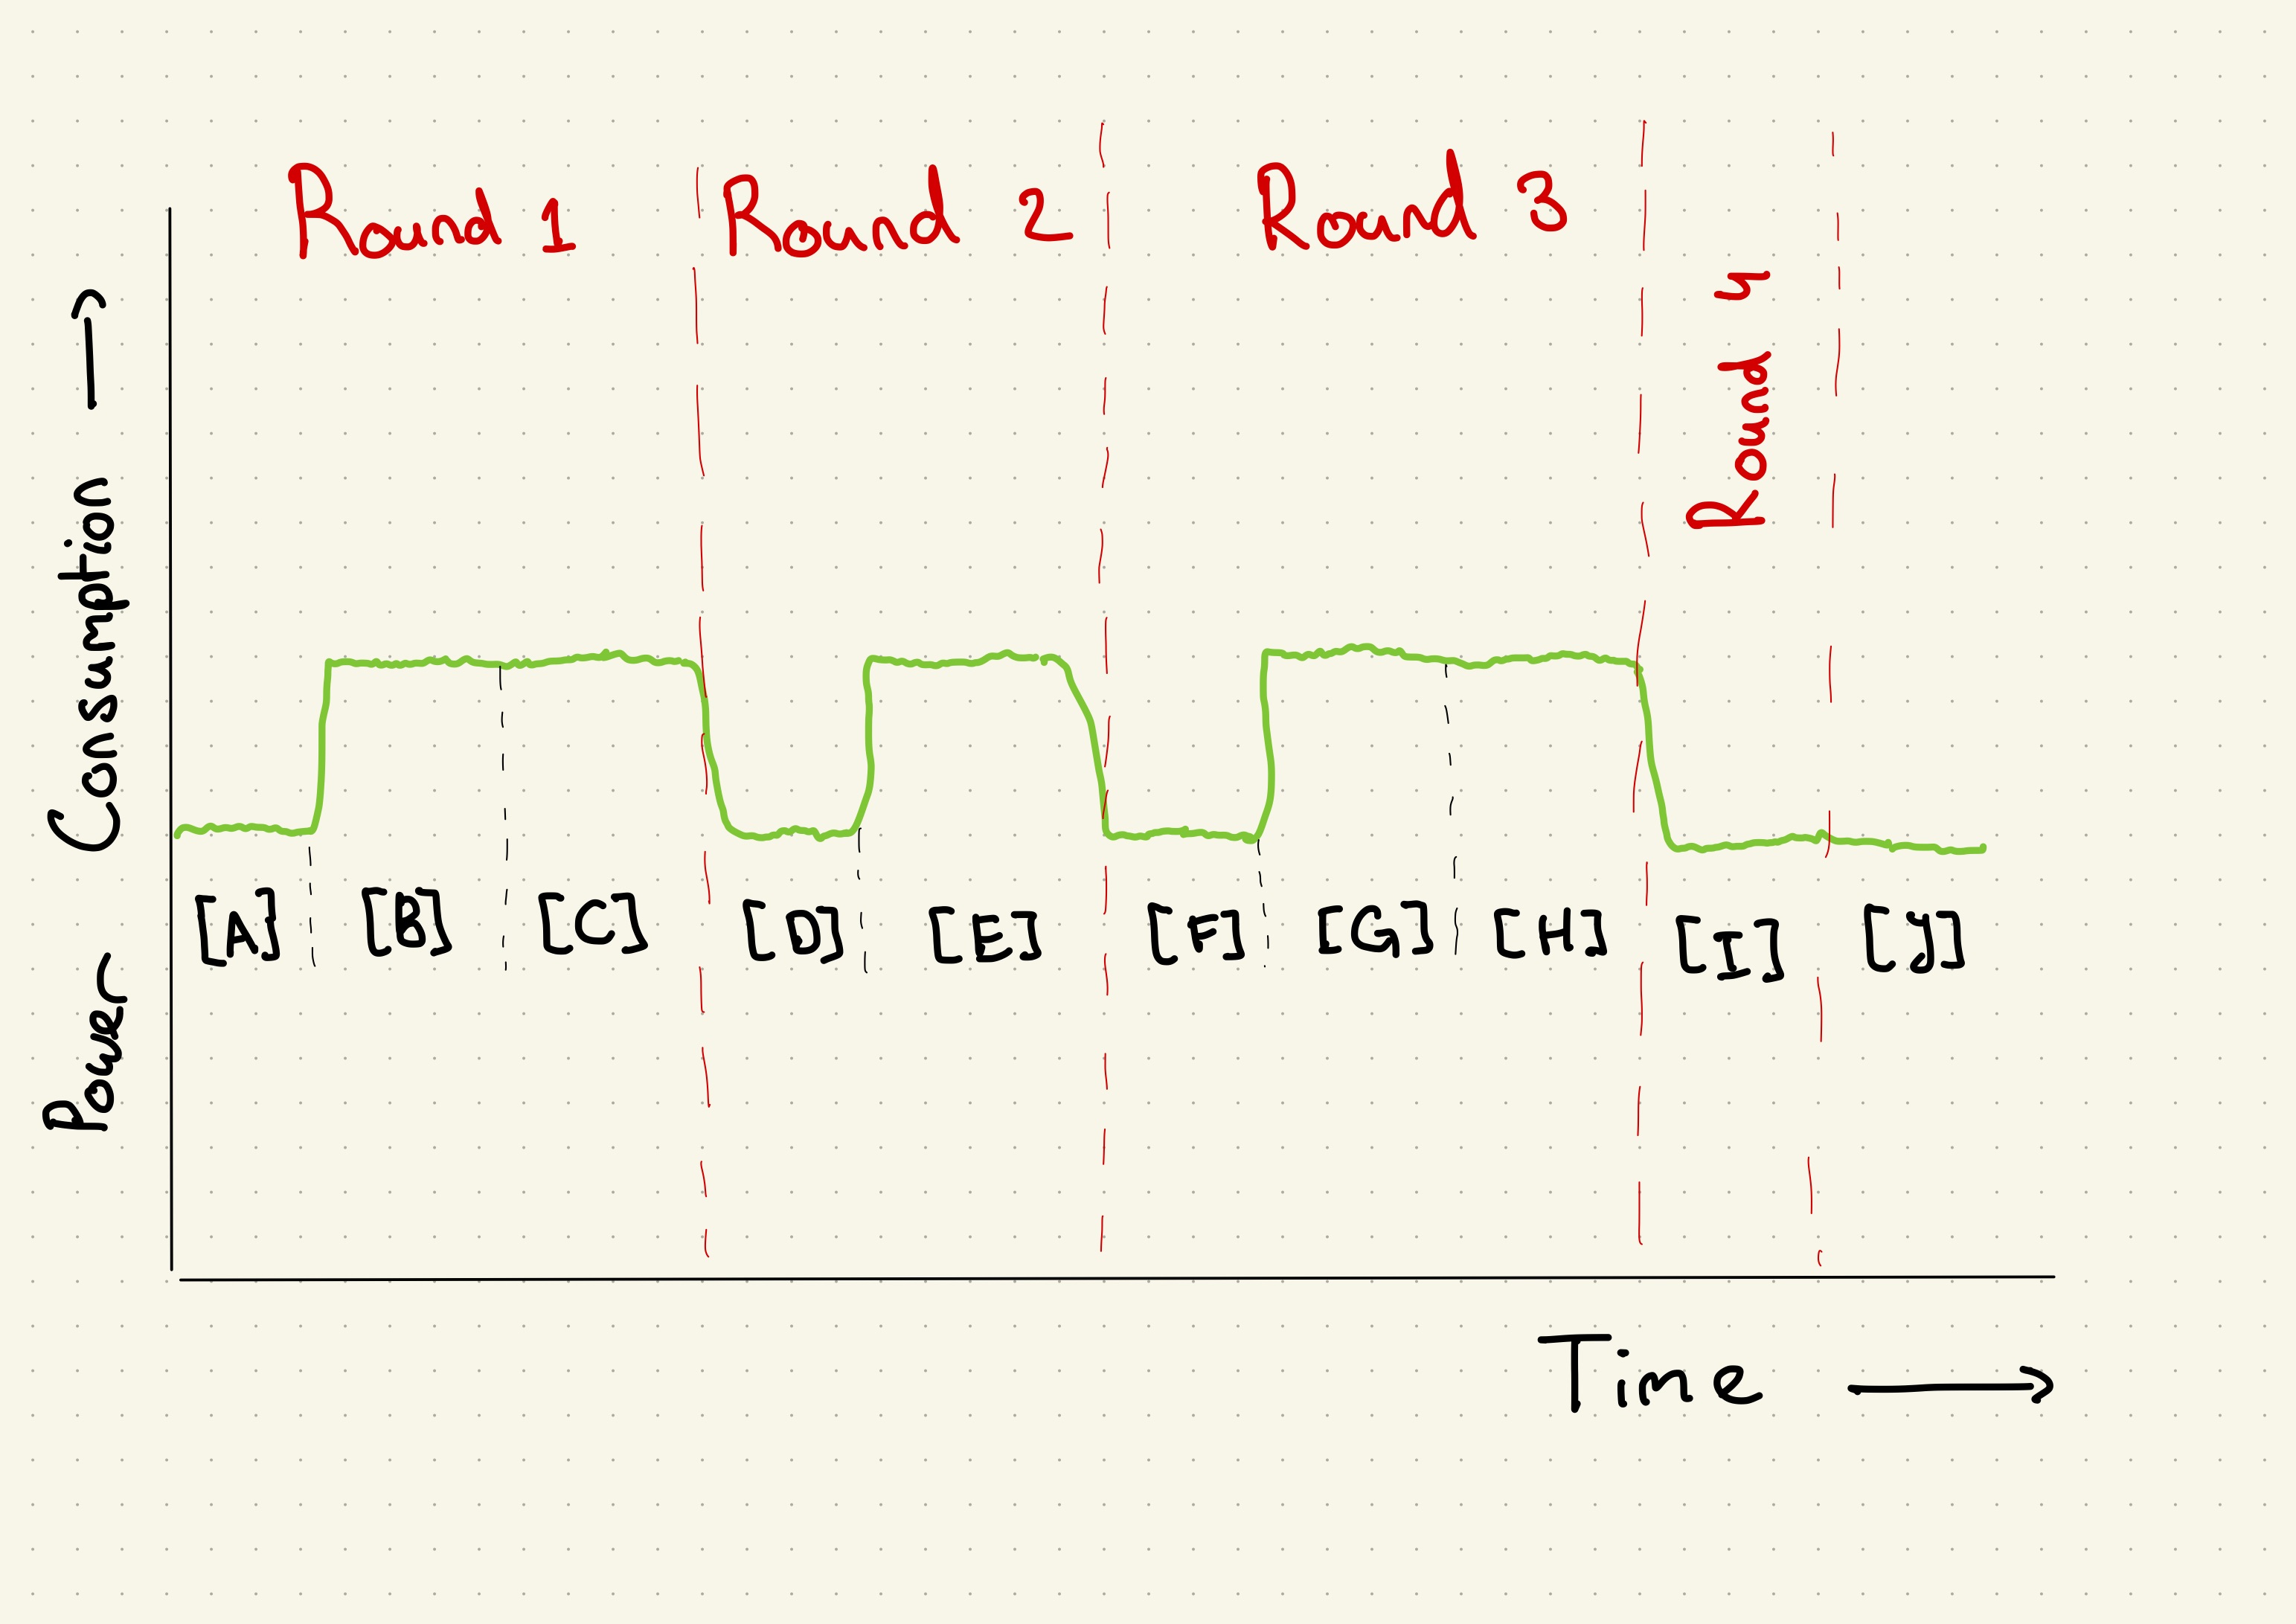 Round 1
Round 2
Round 3
Round 4
Power Consumption
[A]
[B]
[C]
[D]
[E]
[F]
[G]
[H]
[I]
[J]
Time